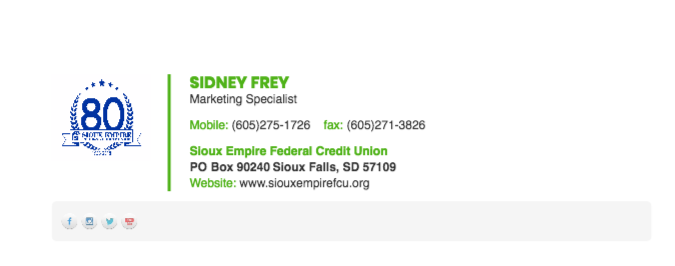 80
SIOUX EMPIRE
SIDNEY FREY
Marketing Specialist
Mobile: (605)275-1726 fax: (605)271-3826
Sioux Empire Federal Credit Union
PO Box 90240 Sioux Falls, SD 57109
Website: www.siouxempirefcu.org